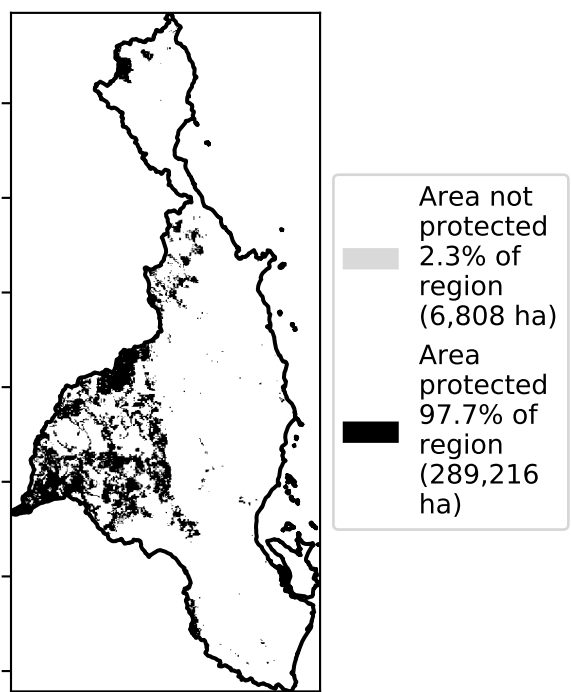 Area not
protected
2.3% of
region
(6,808 ha)
Area
protected
97.7% of
region
(289,216
ha)